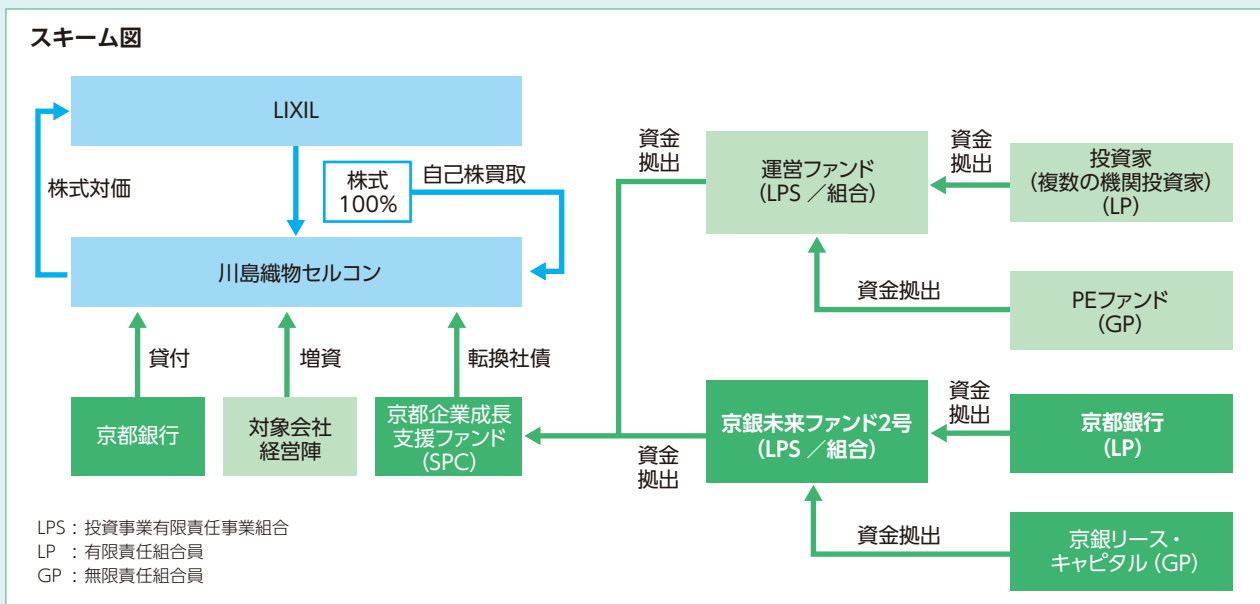 スキーム図
LIXIL
株式対価
株式
100%
自己株買取
川島織物セルコン
貸付
増資
転換社債
京都銀行
対象会社
経営陣
京都企業成長
支援ファンド
(SPC)
資金
拠出
運営ファンド
(LPS ／組合)
資金
拠出
投資家
(複数の機関投資家)
(LP)
資金拠出
PEファンド
(GP)
資金
拠出
京銀未来ファンド2号
(LPS ／組合)
資金
拠出
京都銀行
(LP)
資金拠出
京銀リース・
キャピタル (GP)
LPS : 投資事業有限責任事業組合
LP : 有限責任組合員
GP : 無限責任組合員